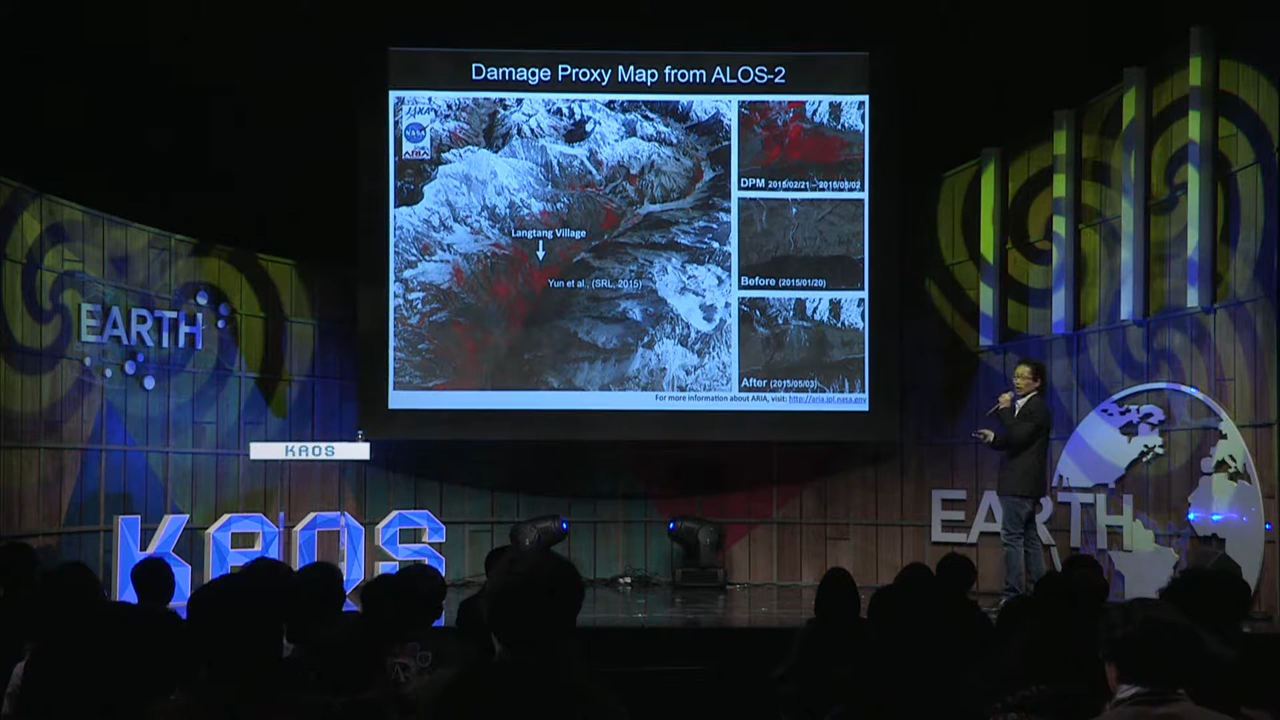 Damage Proxy Map from ALOS-2
JAXA
NASA
ARIA
Langtang Village
Yun et al., (SRL, 2015)
DPM 2015/02/21 – 2015/05/02
Before (2015/01/20)
After (2015/05/03)
For more information about ARIA, visit: http://aria.jpl.nasa.gov
EARTH
KAOS
KAOS
EARTH